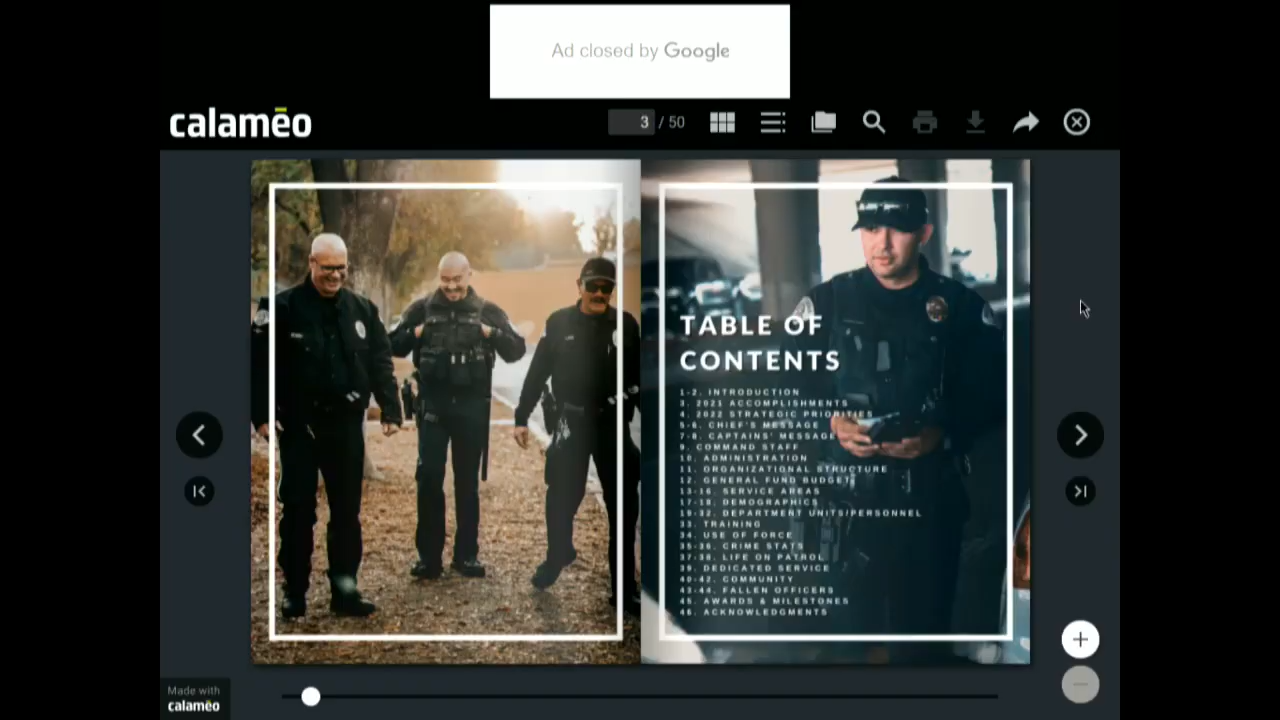 Ad closed by Google
calamēo
3 / 50
TABLE OF
CONTENTS
1-2. INTRODUCTION
3. 2021 ACCOMPLISHMENTS
4. 2022 STRATEGIC PRIORITIES
5-6. CHIEF'S MESSAGE
7-8. CAPTAINS' MESSAGE
9. COMMAND STAFF
10. ADMINISTRATION
11. ORGANIZATIONAL STRUCTURE
12. GENERAL FUND BUDGET
13-16. SERVICE AREAS
17-18. DEMOGRAPHICS
19-32. DEPARTMENT UNITS/PERSONNEL
33. TRAINING
34. USE OF FORCE
35-36. CRIME STATS
37-38. LIFE ON PATROL
39. DEDICATED SERVICE
40-42. COMMUNITY
43-44. FALLEN OFFICERS
45. AWARDS & MILESTONES
46. ACKNOWLEDGMENTS
Made with
calamēo